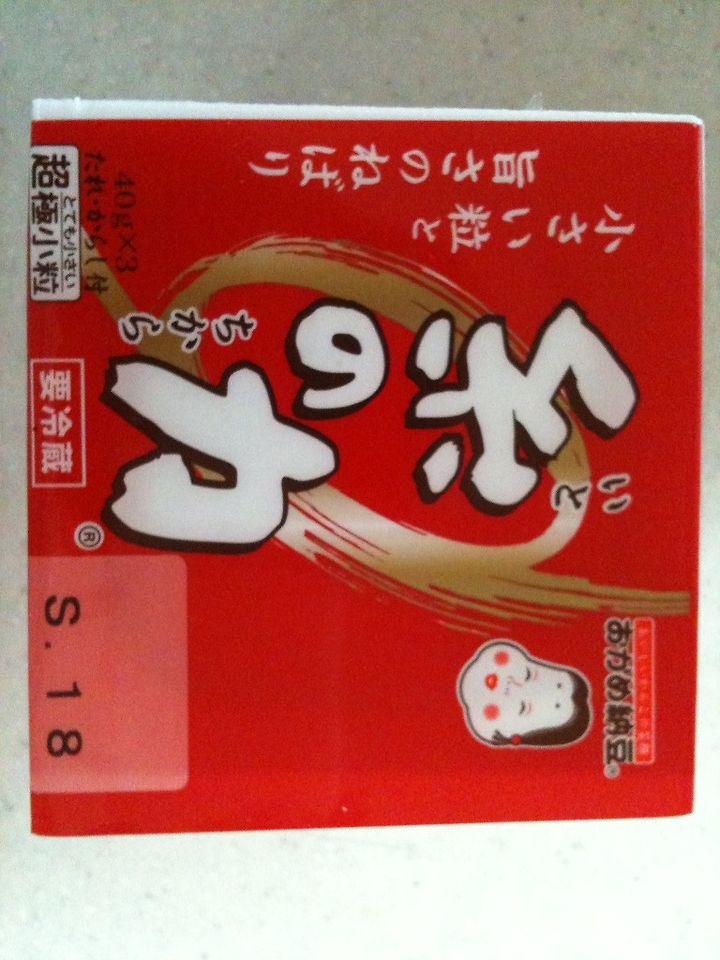 おかめ納豆®
いと
糸の力®
ちから
小さい粒と
旨さのねばり
40g×3
たれ・からし付
とても小さい
超極小粒
要冷蔵
S.18